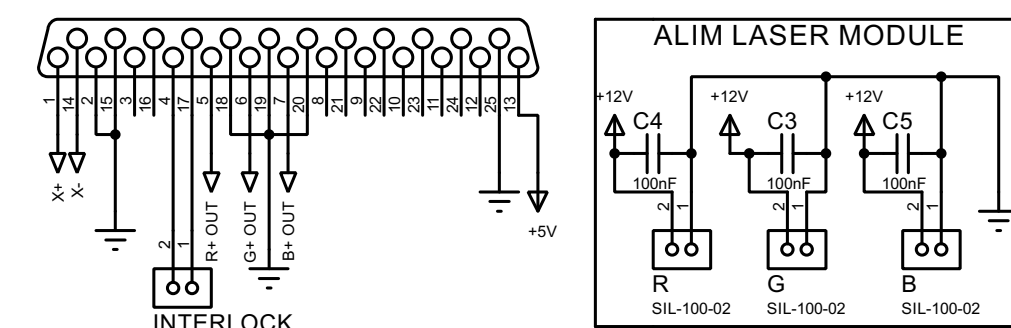 1 14 2 15 3 16 4 17 5 18 6 19 7 20 8 21 9 22 10 23 11 24 12 25 13
X+ X- R+ OUT G+ OUT B+ OUT
+5V
2 1
INTERLOCK
ALIM LASER MODULE
+12V +12V +12V
C4 C3 C5
100nF 100nF 100nF
2 1 2 1 2 1
R G B
SIL-100-02 SIL-100-02 SIL-100-02